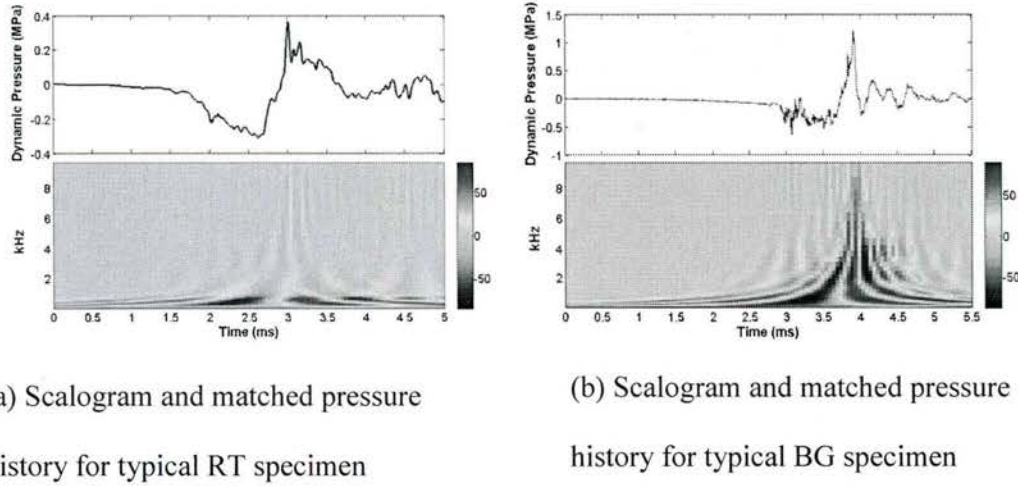 Dynamic Pressure (MPa)
0.4
0.2
0
-0.2
-0.4
kHz
8
6
4
2
50
0
-50
0 0.5 1 1.5 2 2.5 3 3.5 4 4.5 5
Time (ms)
a) Scalogram and matched pressure
istory for typical RT specimen
Dynamic Pressure (MPa)
1.5
1
0.5
0
-0.5
-1
kHz
8
6
4
2
50
0
-50
0 0.5 1 1.5 2 2.5 3 3.5 4 4.5 5 5.5
Time (ms)
(b) Scalogram and matched pressure
history for typical BG specimen